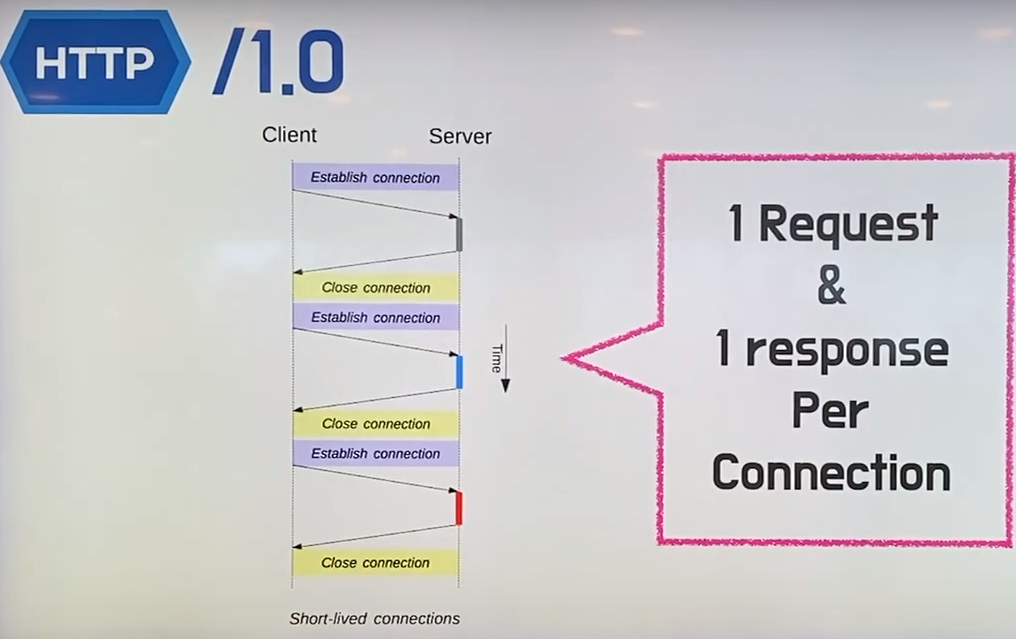 HTTP /1.0
Client Server
Establish connection
Close connection
Establish connection
Time
Close connection
Establish connection
Close connection
Short-lived connections
1 Request
&
1 response
Per
Connection